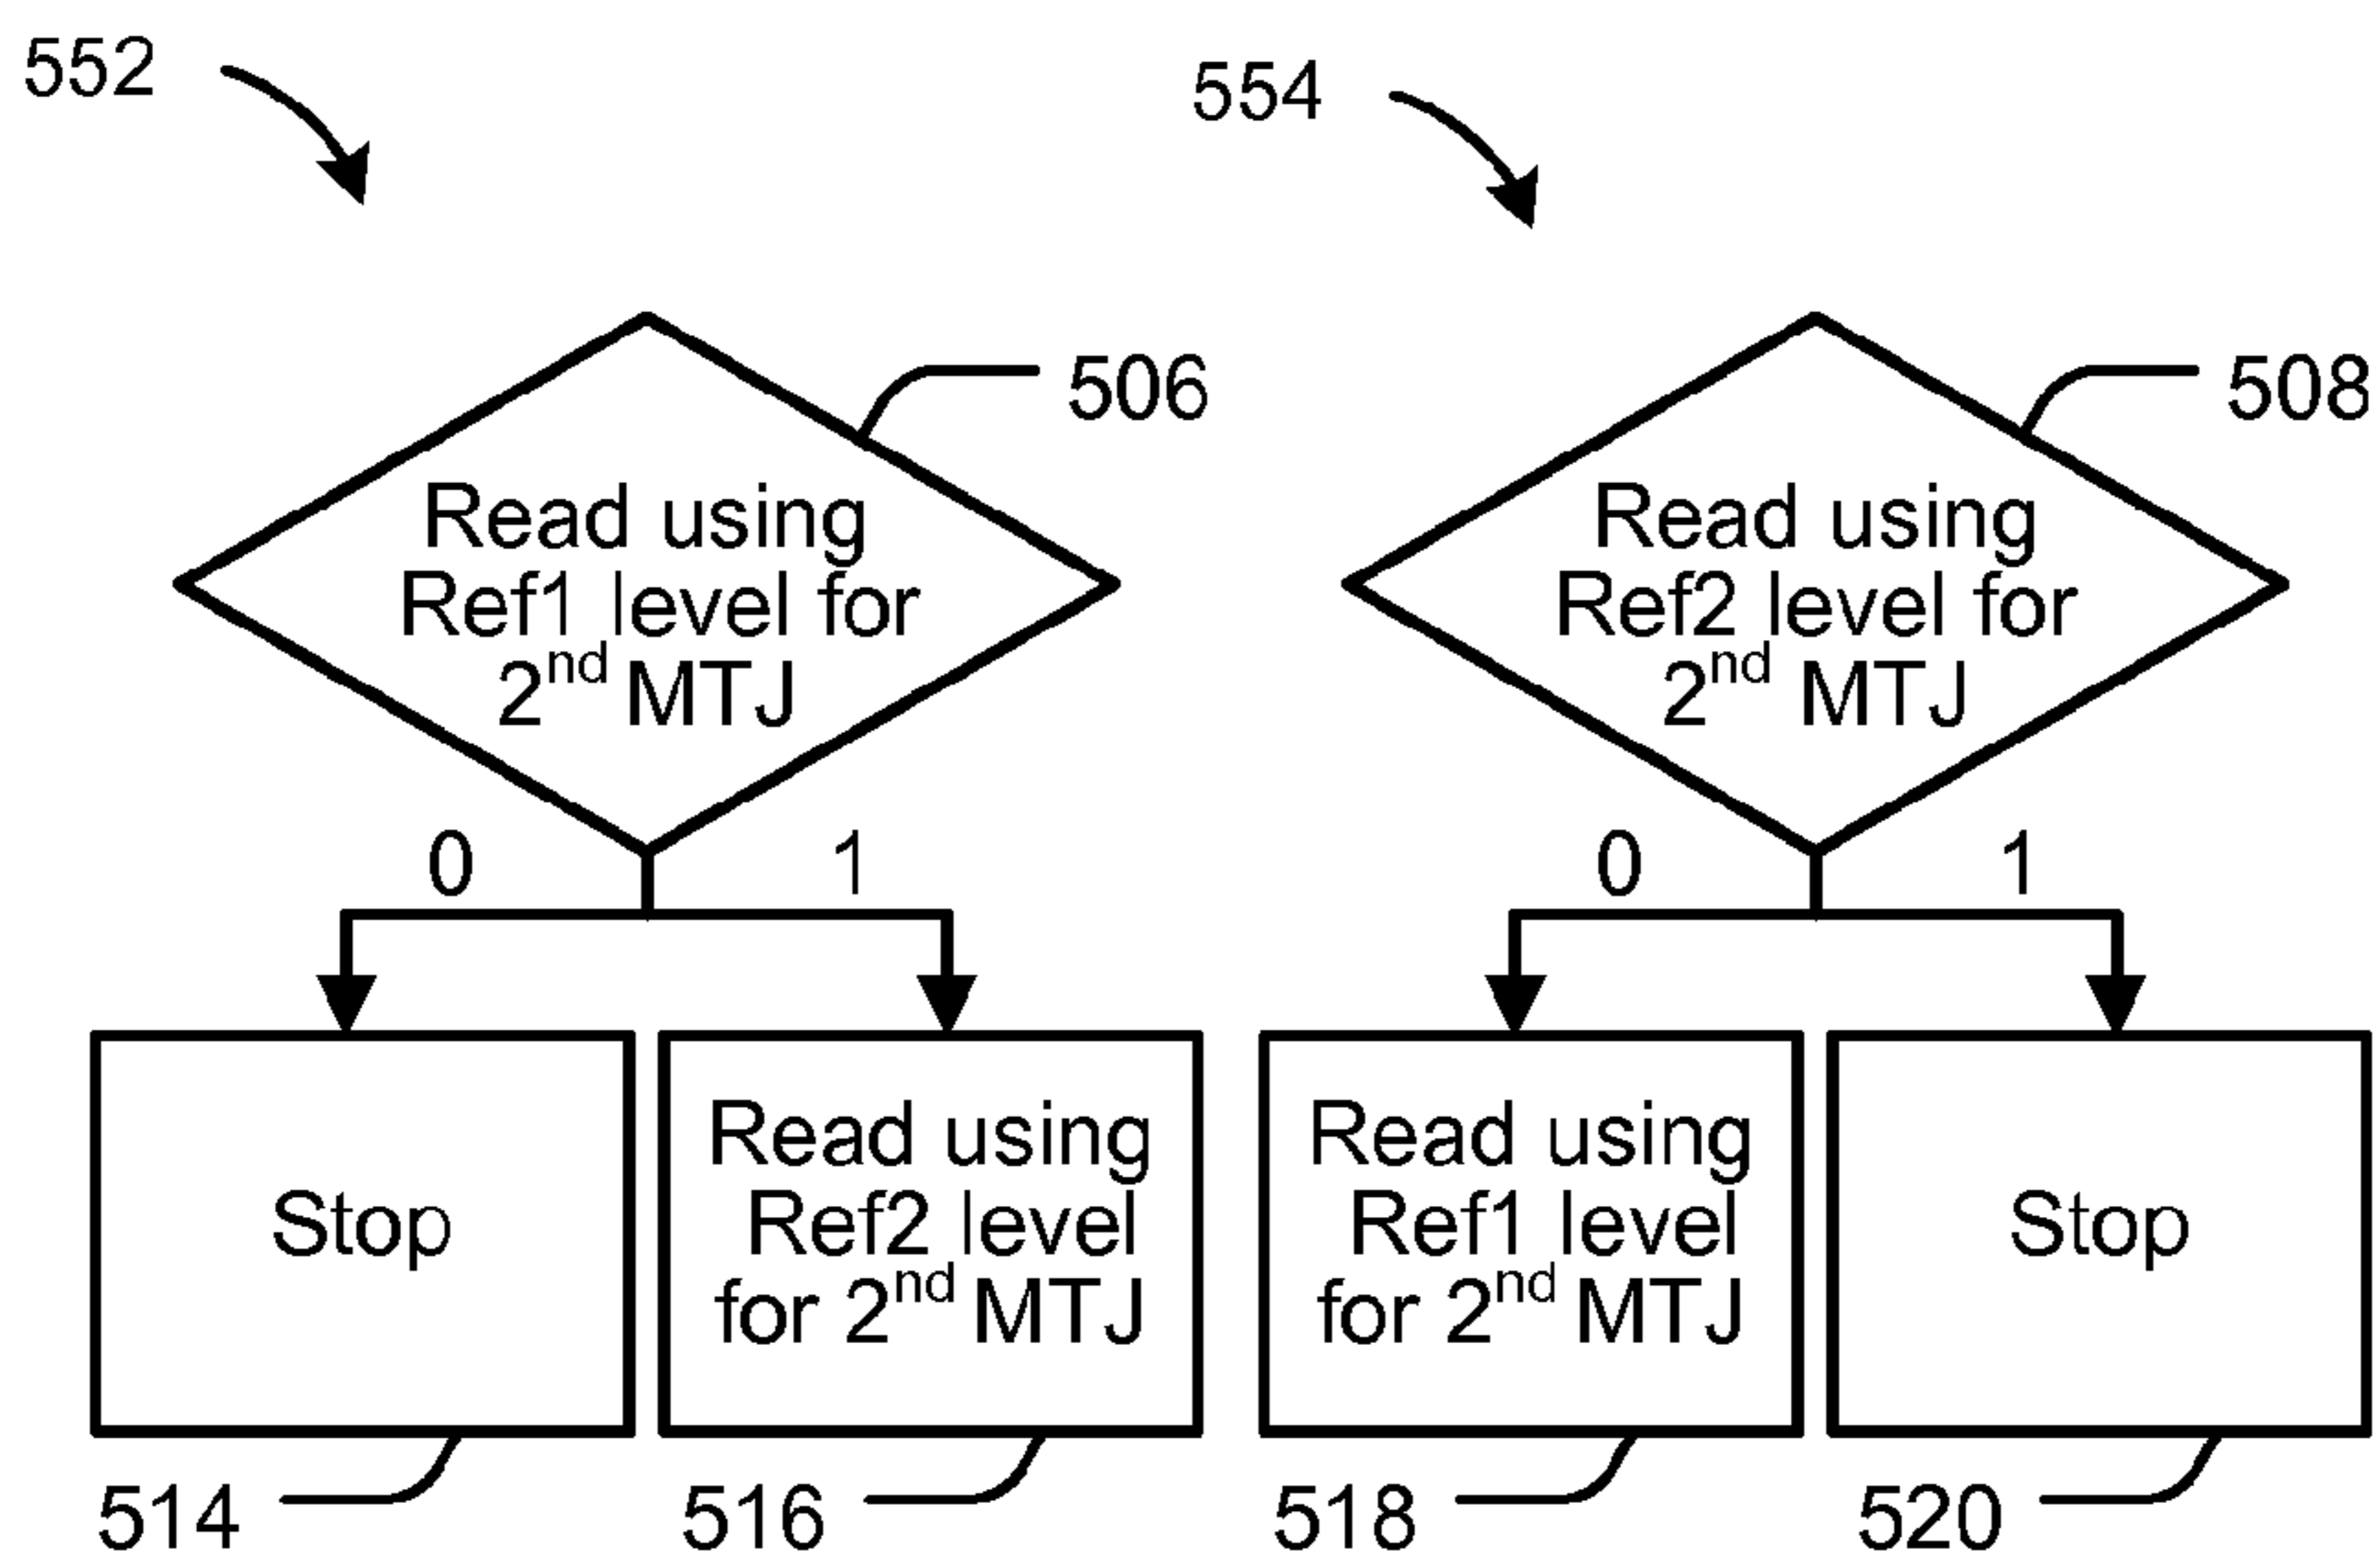 552
554
506
508
Read using
Ref1 level for
2nd MTJ
Read using
Ref2 level for
2nd MTJ
0
1
0
1
Stop
Read using
Ref2 level
for 2nd MTJ
Read using
Ref1 level
for 2nd MTJ
Stop
514
516
518
520